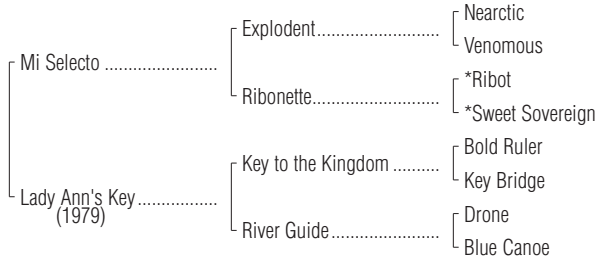 Nearctic
Explodent
Venomous
Mi Selecto
*Ribot
Ribonette
*Sweet Sovereign
Bold Ruler
Key to the Kingdom
Key Bridge
Lady Ann's Key
(1979)
Drone
River Guide
Blue Canoe